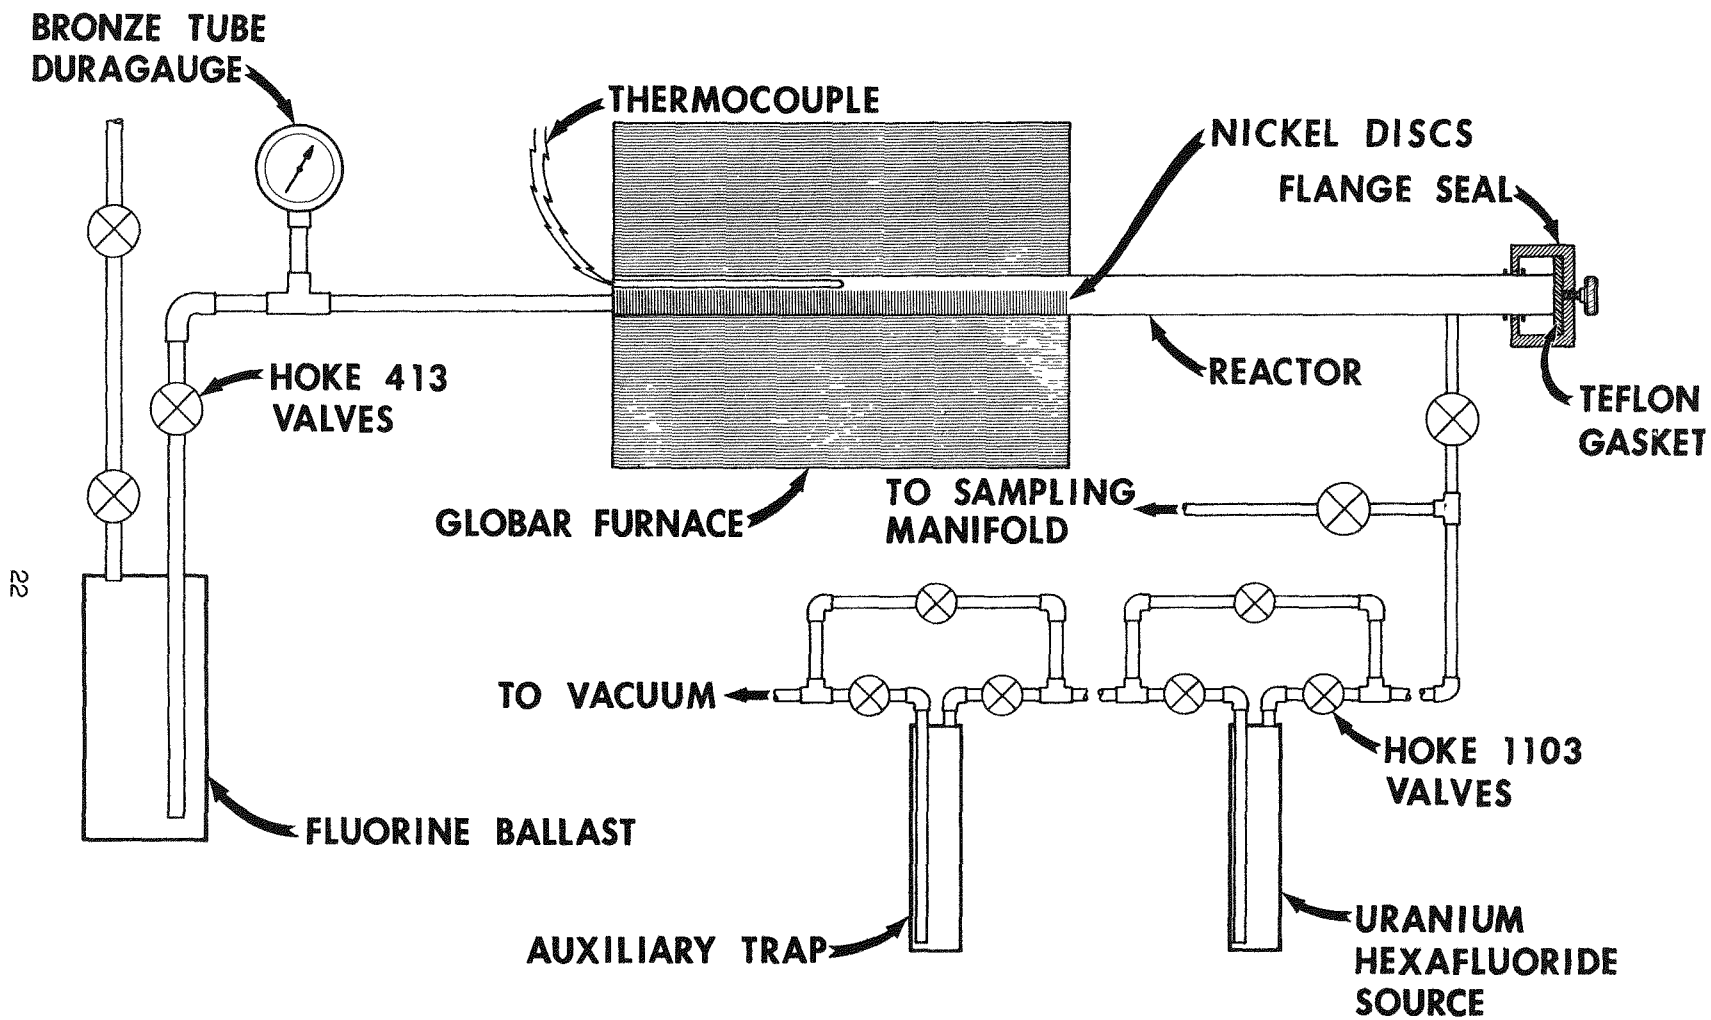 BRONZE TUBE
DURAGAUGE
THERMOCOUPLE
NICKEL DISCS
FLANGE SEAL
REACTOR
HOKE 413
VALVES
TEFLON
GASKET
GLOBAR FURNACE
TO SAMPLING
MANIFOLD
22
TO VACUUM
HOKE 1103
VALVES
FLUORINE BALLAST
AUXILIARY TRAP
URANIUM
HEXAFLUORIDE
SOURCE